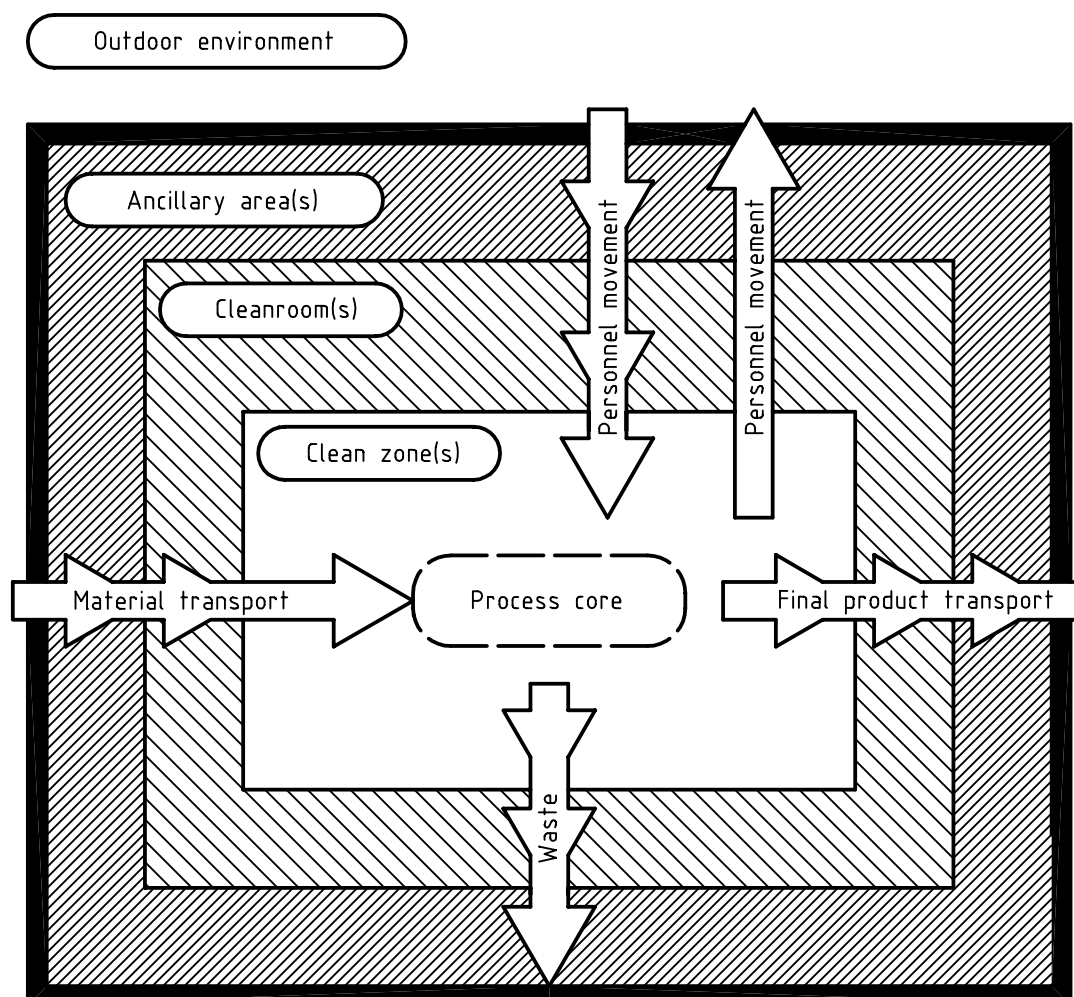 Outdoor environment
Ancillary area(s)
Cleanroom(s)
Personnel movement
Personnel movement
Clean zone(s)
Material transport
Process core
Final product transport
Waste